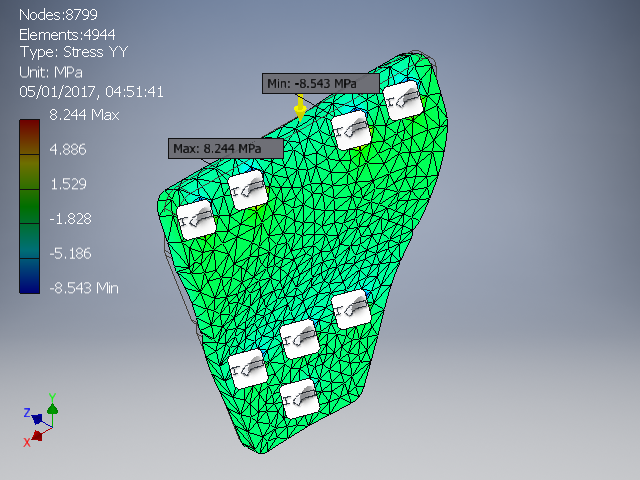 Nodes:8799
Elements:4944
Type: Stress YY
Unit: MPa
05/01/2017, 04:51:41
8.244 Max
4.886
1.529
-1.828
-5.186
-8.543 Min
Min: -8.543 MPa
Max: 8.244 MPa
Y
Z
X